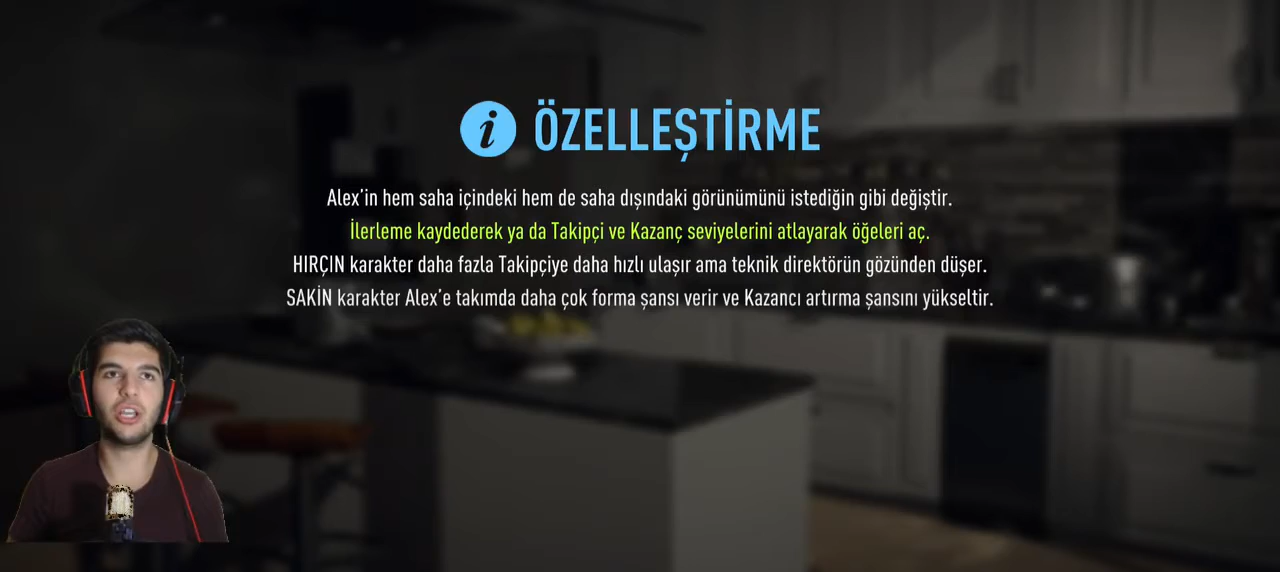 i ÖZELLEŞTİRME
Alex'in hem saha içindeki hem de saha dışındaki görünümünü istediğin gibi değiştir.
İlerleme kaydederek ya da Takipçi ve Kazanç seviyelerini atlayarak öğeleri aç.
HIRÇIN karakter daha fazla Takipçiye daha hızlı ulaşır ama teknik direktörün gözünden düşer.
SAKİN karakter Alex'e takımda daha çok forma şansı verir ve Kazancı artırma şansını yükseltir.